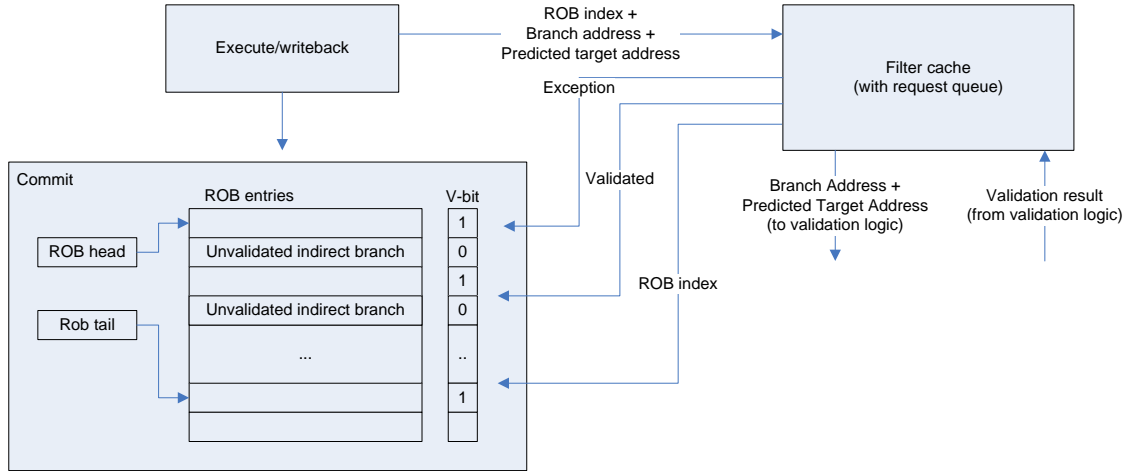 Execute/writeback
ROB index +
Branch address +
Predicted target address
Filter cache
(with request queue)
Exception
Validated
ROB index
Branch Address +
Predicted Target Address
(to validation logic)
Validation result
(from validation logic)
Commit
ROB entries
V-bit
1
ROB head
Unvalidated indirect branch
0
1
Unvalidated indirect branch
0
Rob tail
...
..
1